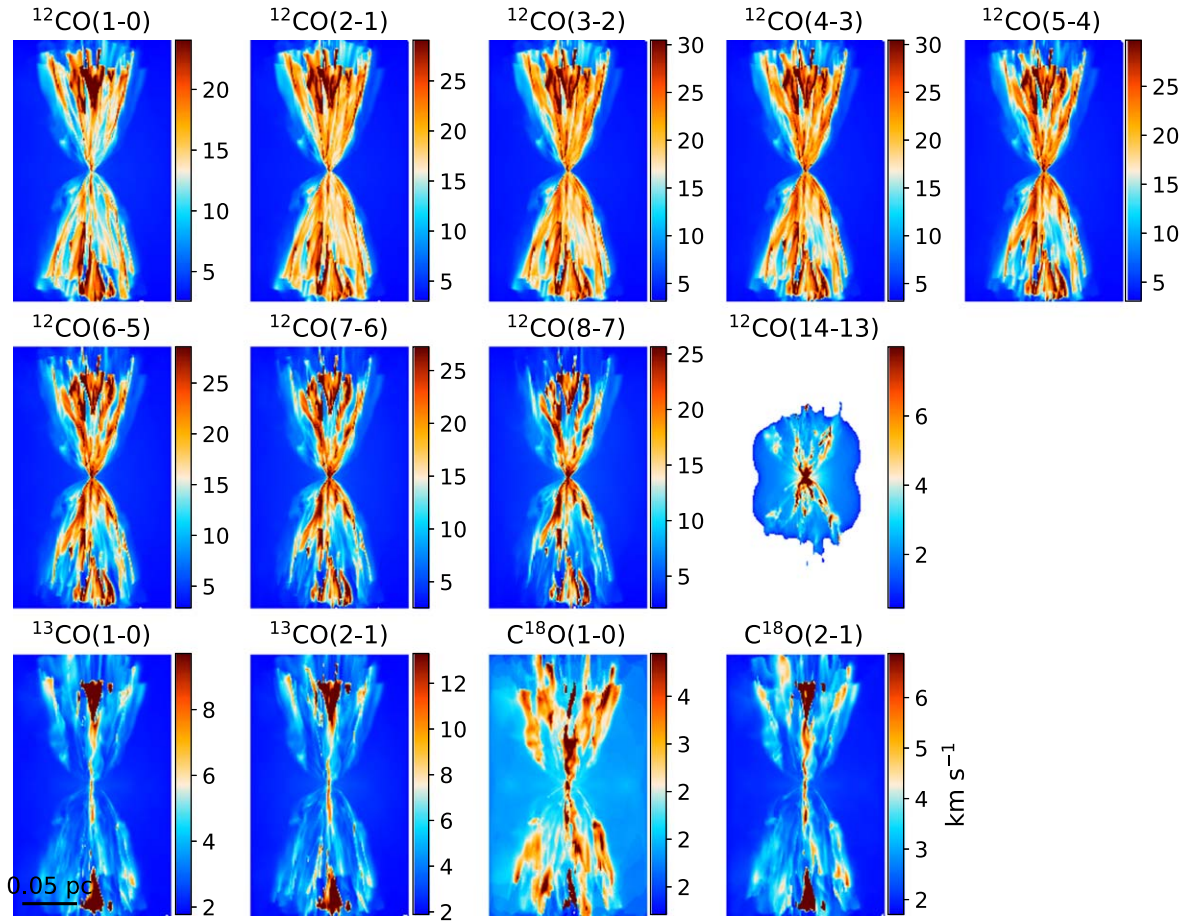 ¹²CO(1-0) ¹²CO(2-1) ¹²CO(3-2) ¹²CO(4-3) ¹²CO(5-4)
20 15 10 5
25 20 15 10 5
30 25 20 15 10 5
30 25 20 15 10 5
25 20 15 10 5
¹²CO(6-5) ¹²CO(7-6) ¹²CO(8-7) ¹²CO(14-13)
25 20 15 10 5
25 20 15 10 5
25 20 15 10 5
6 4 2
¹³CO(1-0) ¹³CO(2-1) C¹⁸O(1-0) C¹⁸O(2-1)
8 6 4 2
12 10 8 6 4 2
4 3 2 2 2
6 5 4 3 2
km s⁻¹
0.05 pc